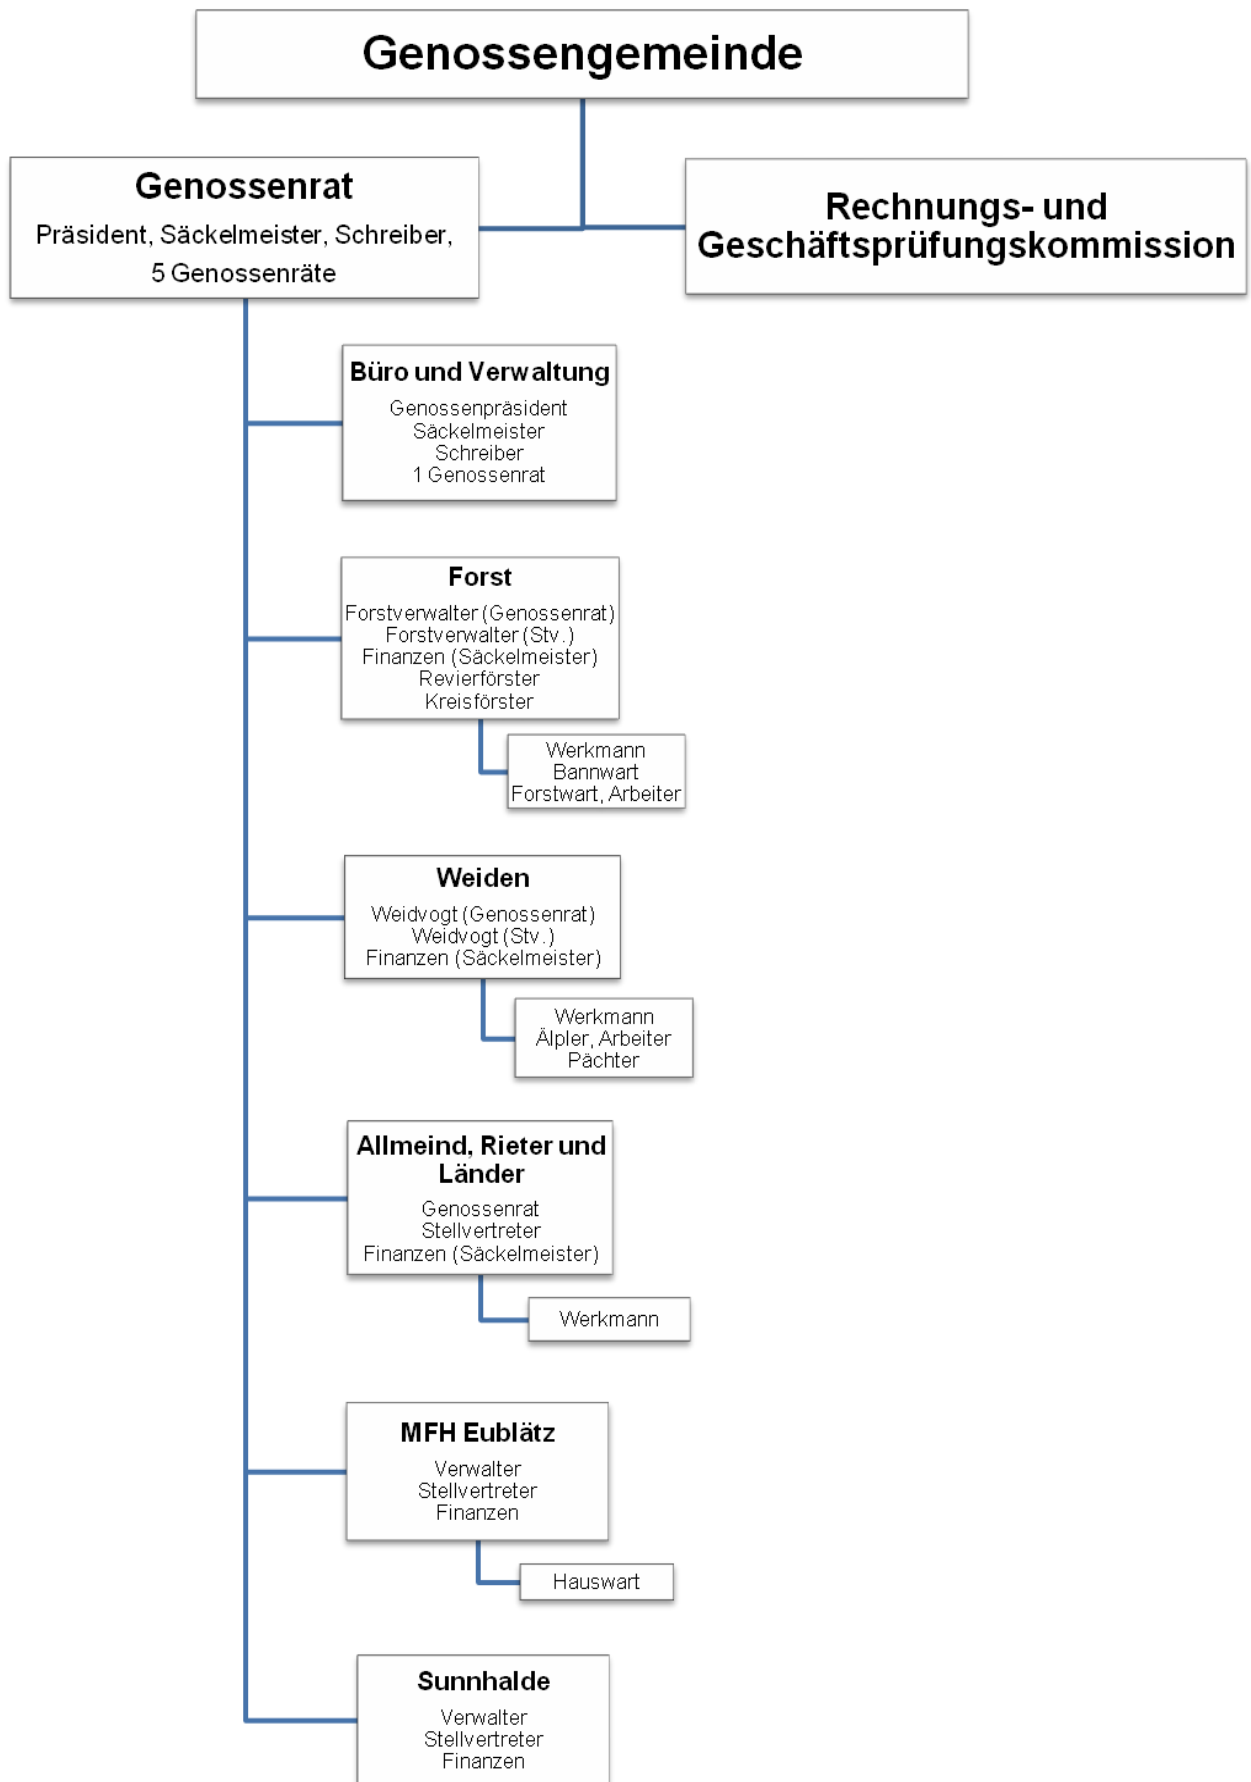 Genossengemeinde
Genossenrat
Präsident, Säckelmeister, Schreiber,
5 Genossenräte
Rechnungs- und
Geschäftsprüfungskommission
Büro und Verwaltung
Genossenpräsident
Säckelmeister
Schreiber
1 Genossenrat
Forst
Forstverwalter (Genossenrat)
Forstverwalter (Stv.)
Finanzen (Säckelmeister)
Revierförster
Kreisförster
Werkmann
Bannwart
Forstwart, Arbeiter
Weiden
Weidvogt (Genossenrat)
Weidvogt (Stv.)
Finanzen (Säckelmeister)
Werkmann
Älpler, Arbeiter
Pächter
Allmeind, Rieter und
Länder
Genossenrat
Stellvertreter
Finanzen (Säckelmeister)
Werkmann
MFH Eublätz
Verwalter
Stellvertreter
Finanzen
Hauswart
Sunnhalde
Verwalter
Stellvertreter
Finanzen